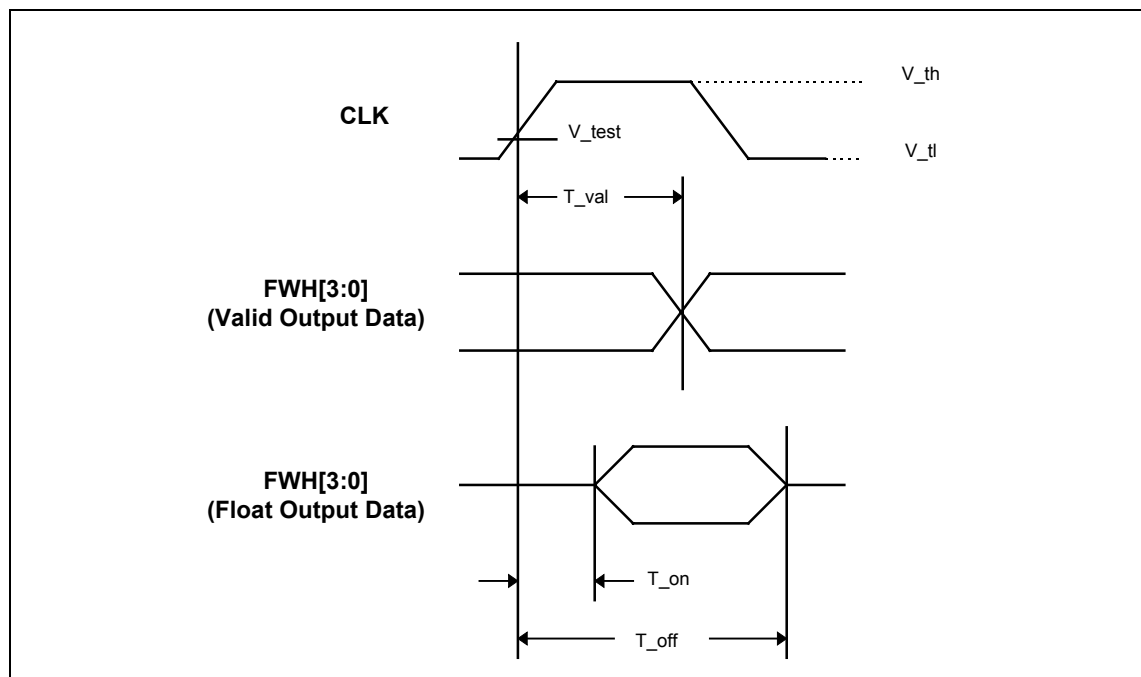 V_th
CLK
V_test
V_tl
T_val
FWH[3:0]
(Valid Output Data)
FWH[3:0]
(Float Output Data)
T_on
T_off